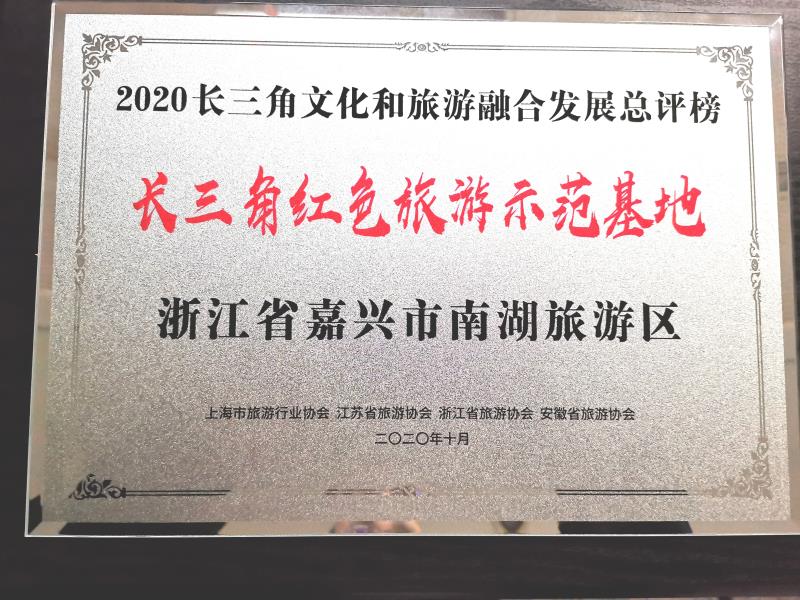 2020长三角文化和旅游融合发展总评榜
长三角红色旅游示范基地
浙江省嘉兴市南湖旅游区
上海市旅游行业协会 江苏省旅游协会 浙江省旅游协会 安徽省旅游协会
二〇二〇年十月